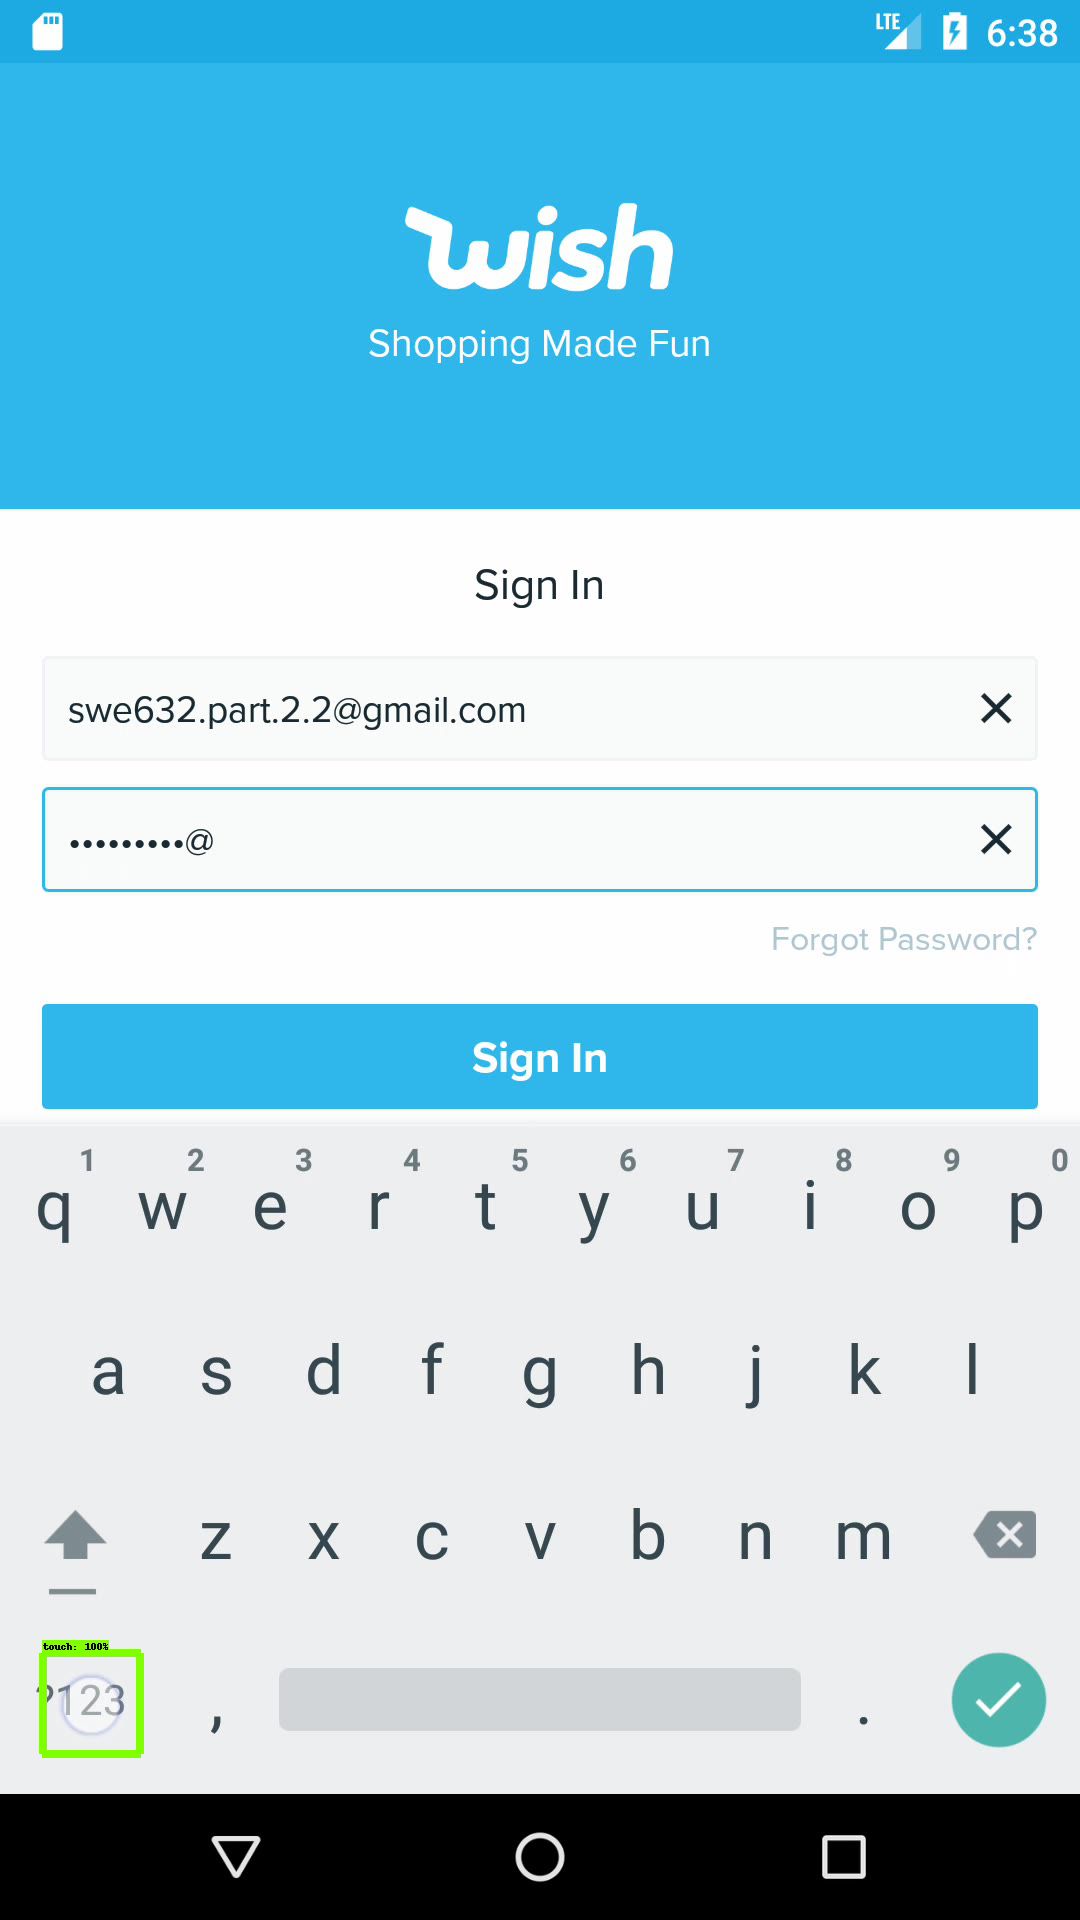 LTE 6:38
wish
Shopping Made Fun
Sign In
swe632.part.2.2@gmail.com
•••••••••@
Forgot Password?
Sign In
1 2 3 4 5 6 7 8 9 0
q w e r t y u i o p
a s d f g h j k l
z x c v b n m
touch: 100%
?123 , .